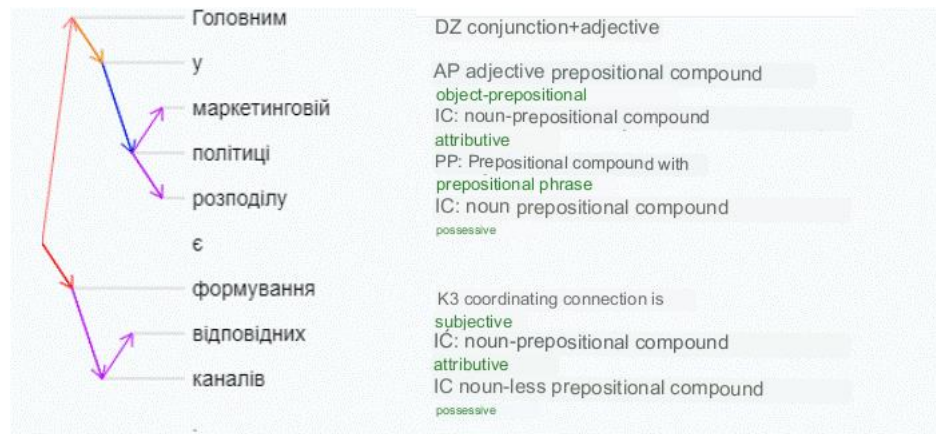 Головним
DZ conjunction+adjective
у
AP adjective prepositional compound
object-prepositional
маркетинговій
IC: noun-prepositional compound
attributive
політиці
PP: Prepositional compound with
prepositional phrase
розподілу
IC: noun prepositional compound
possessive
є
формування
K3 coordinating connection is
subjective
відповідних
IĆ: noun-prepositional compound
attributive
каналів
IC noun-less prepositional compound
possessive
.